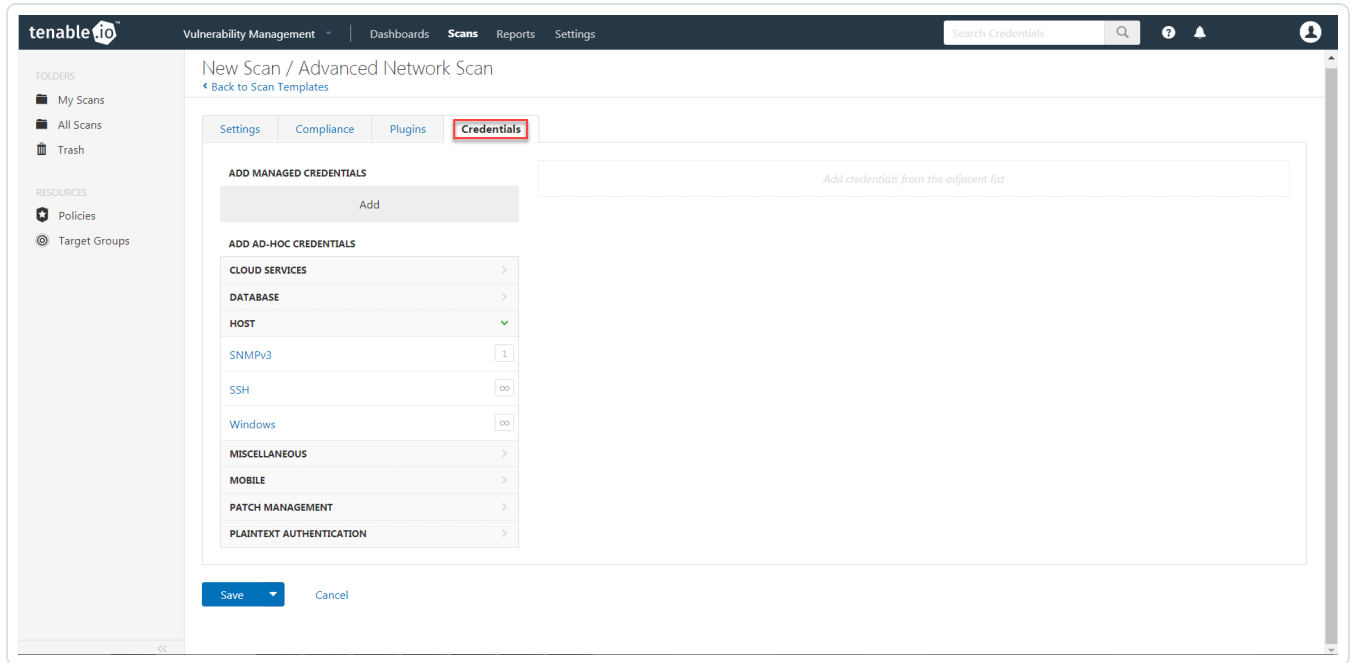 tenable.io™
Vulnerability Management
Dashboards
Scans
Reports
Settings
Search Credentials
FOLDERS
My Scans
All Scans
Trash
RESOURCES
Policies
Target Groups
New Scan / Advanced Network Scan
Back to Scan Templates
Settings
Compliance
Plugins
Credentials
ADD MANAGED CREDENTIALS
Add
Add credentials from the adjacent list
ADD AD-HOC CREDENTIALS
CLOUD SERVICES
DATABASE
HOST
SNMPv3 1
SSH ∞
Windows ∞
MISCELLANEOUS
MOBILE
PATCH MANAGEMENT
PLAINTEXT AUTHENTICATION
Save
Cancel